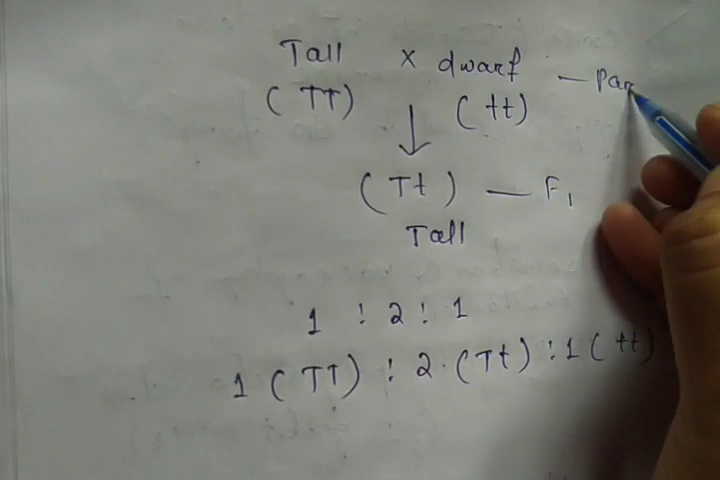 Tall × dwarf — Par
(TT) (tt)
(Tt) — F1
Tall
1 : 2 : 1
1 (TT) : 2 (Tt) : 1 (tt)